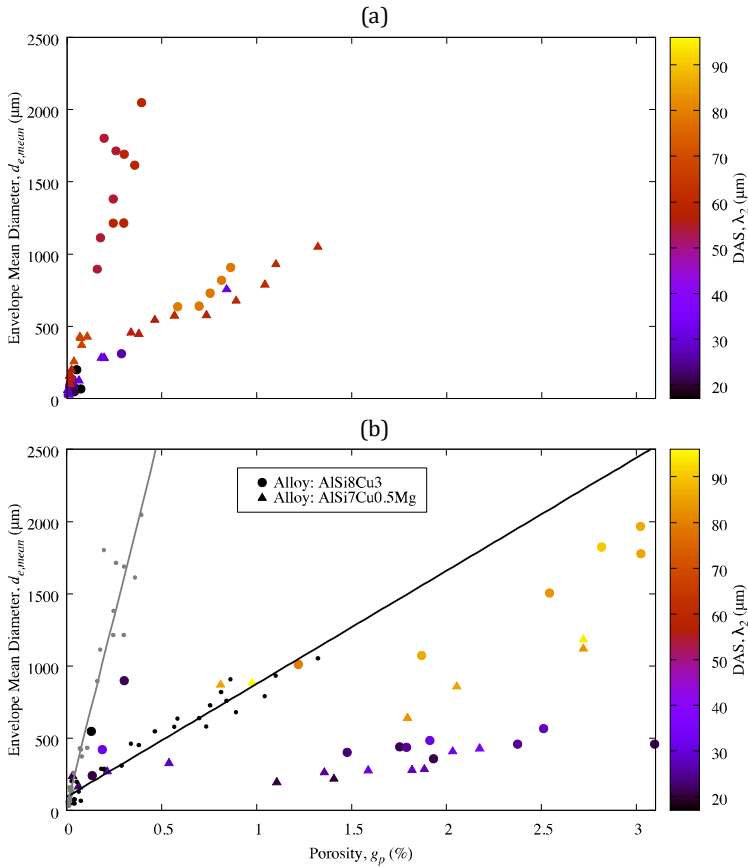 (a)
2500
2000
1500
1000
500
0
Envelope Mean Diameter, d_e,mean (μm)
90
80
70
60
50
40
30
20
DAS, λ₂ (μm)
(b)
2500
2000
1500
1000
500
0
Envelope Mean Diameter, d_e,mean (μm)
Alloy: AlSi8Cu3
Alloy: AlSi7Cu0.5Mg
0 0.5 1 1.5 2 2.5 3
Porosity, g_p (%)
90
80
70
60
50
40
30
20
DAS, λ₂ (μm)